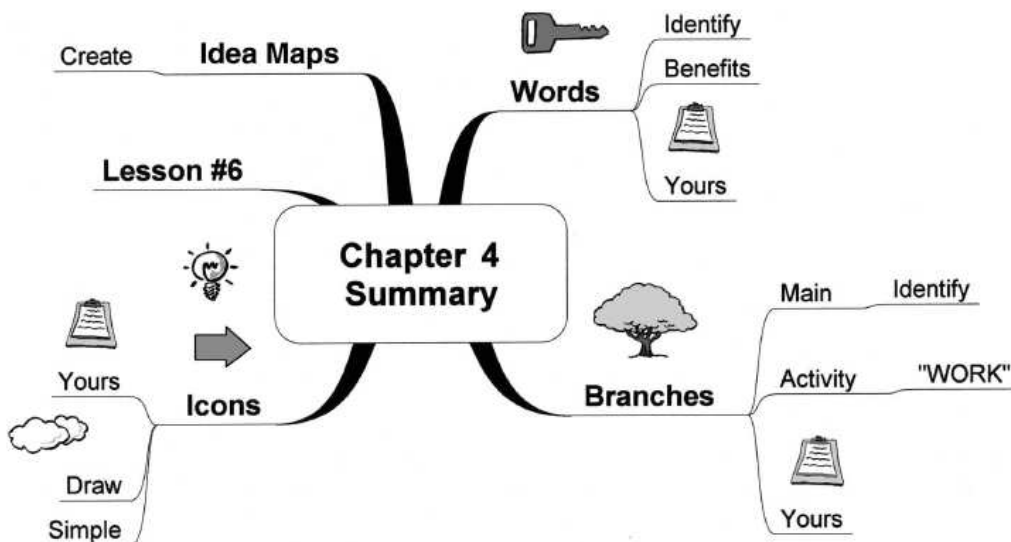 Chapter 4
Summary
Words
Identify
Benefits
Yours
Branches
Main
Identify
Activity
"WORK"
Yours
Icons
Yours
Draw
Simple
Lesson #6
Idea Maps
Create